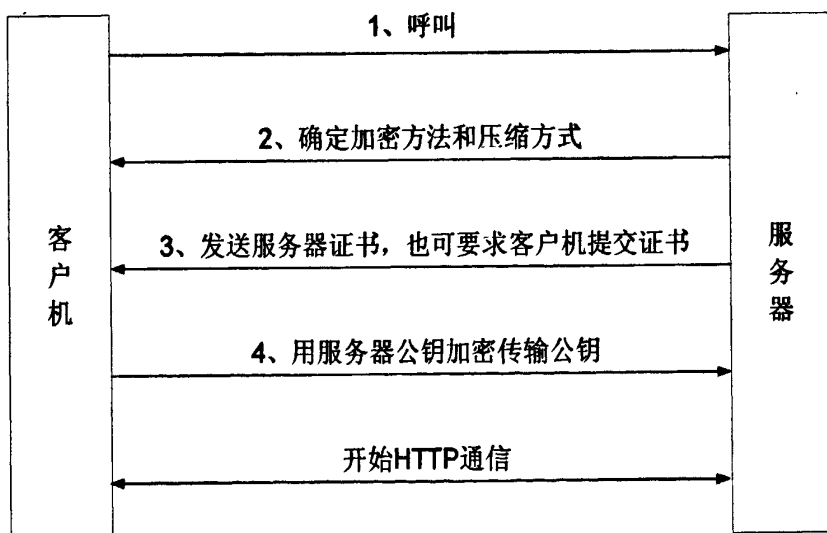 1、呼叫
2、确定加密方法和压缩方式
3、发送服务器证书，也可要求客户机提交证书
4、用服务器公钥加密传输公钥
开始HTTP通信
客户机
服务器